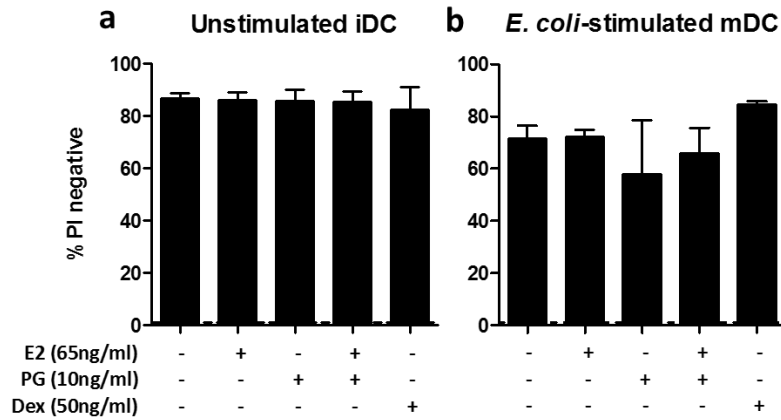 a Unstimulated iDC
b E. coli-stimulated mDC
% PI negative
100
80
60
40
20
0
100
80
60
40
20
0
E2 (65ng/ml) - + - + - - + - + -
PG (10ng/ml) - - + + - - - + + -
Dex (50ng/ml) - - - - + - - - - +